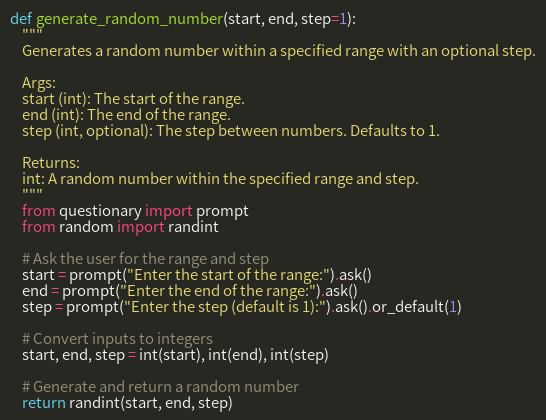 def generate_random_number(start, end, step=1):
    """
    Generates a random number within a specified range with an optional step.

    Args:
    start (int): The start of the range.
    end (int): The end of the range.
    step (int, optional): The step between numbers. Defaults to 1.

    Returns:
    int: A random number within the specified range and step.
    """
    from questionary import prompt
    from random import randint

    # Ask the user for the range and step
    start = prompt("Enter the start of the range:").ask()
    end = prompt("Enter the end of the range:").ask()
    step = prompt("Enter the step (default is 1):").ask().or_default(1)

    # Convert inputs to integers
    start, end, step = int(start), int(end), int(step)

    # Generate and return a random number
    return randint(start, end, step)